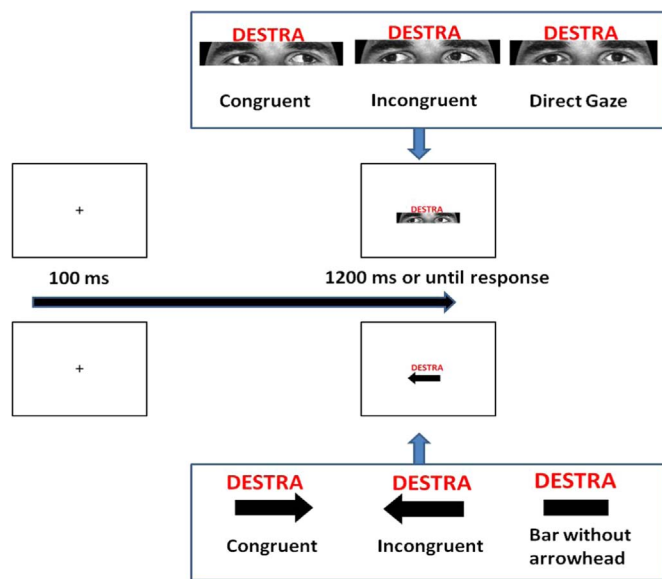 DESTRA DESTRA DESTRA
Congruent Incongruent Direct Gaze
+
DESTRA
100 ms 1200 ms or until response
+
DESTRA
DESTRA DESTRA DESTRA
Congruent Incongruent Bar without
arrowhead